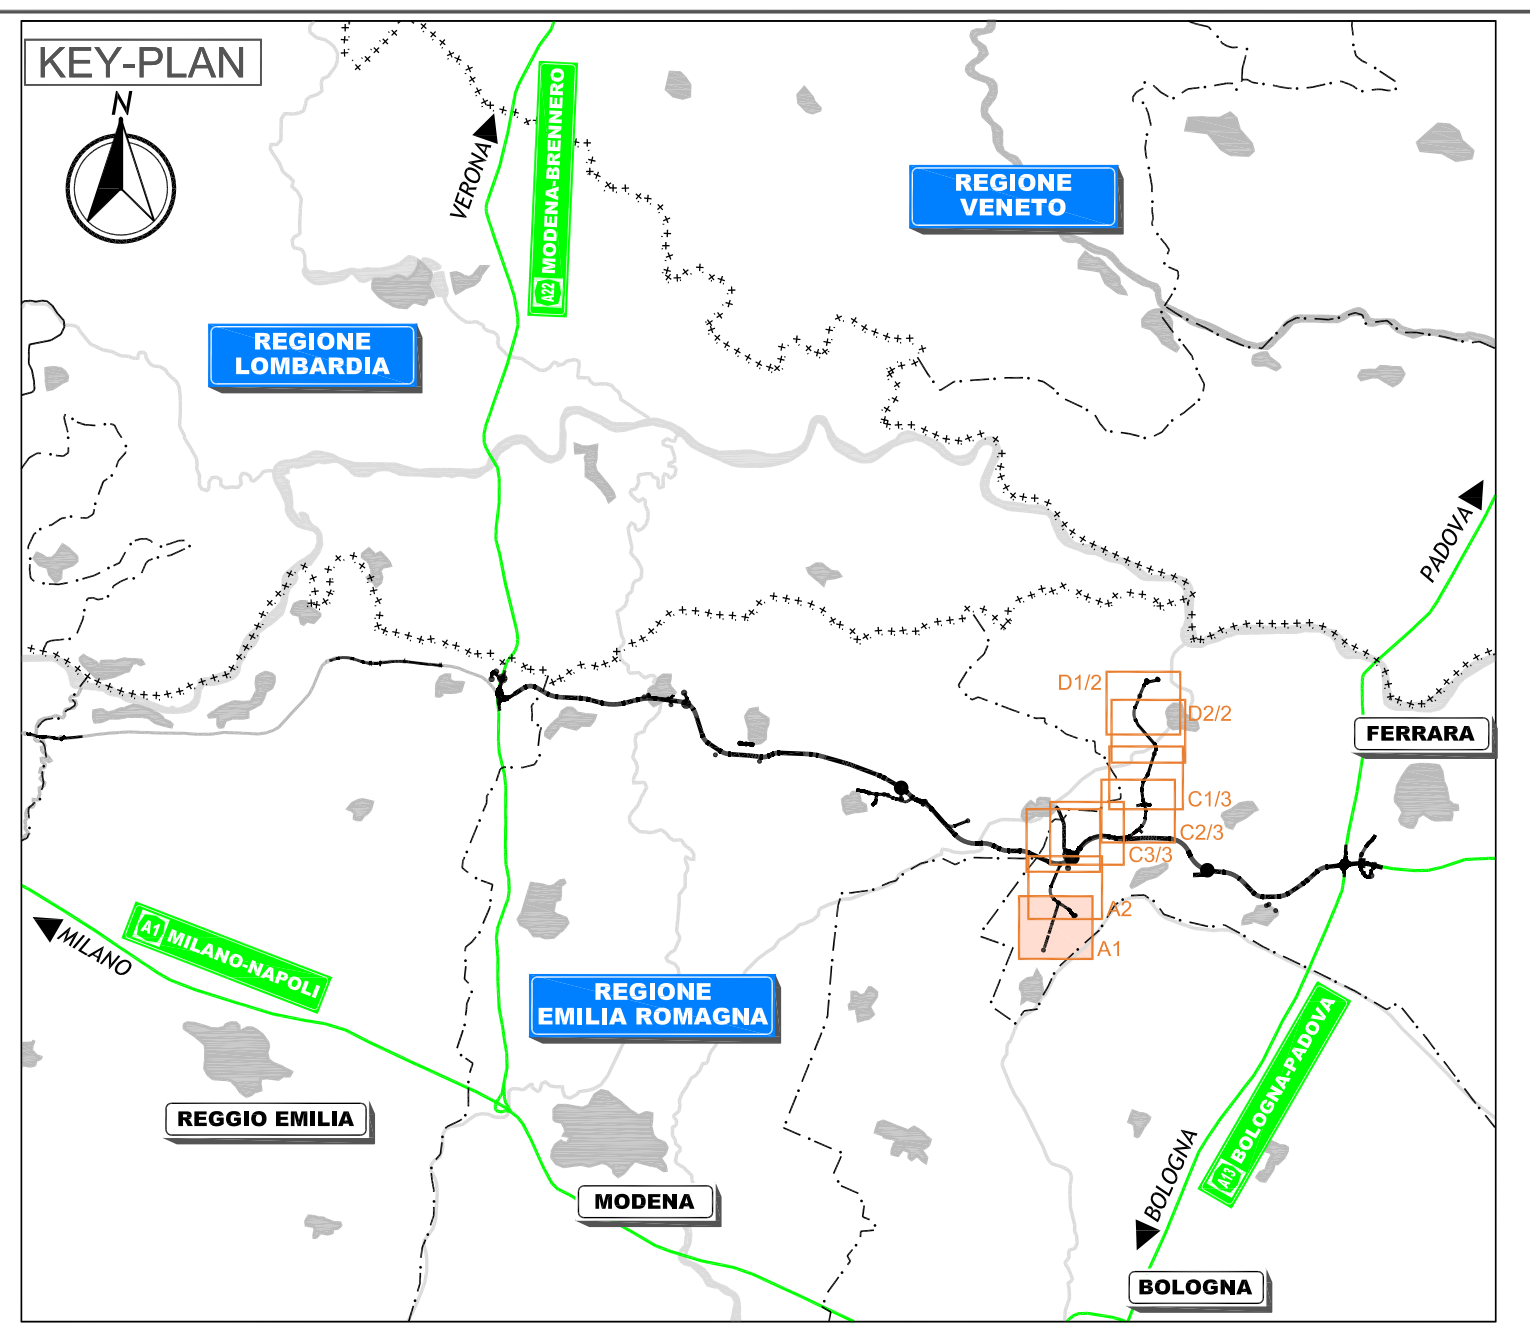 KEY-PLAN
N
VERONA
A22 MODENA-BRENNERO
REGIONE
VENETO
REGIONE
LOMBARDIA
PADOVA
D1/2
D2/2
FERRARA
C1/3
C2/3
C3/3
A2
A1
A1 MILANO-NAPOLI
MILANO
REGIONE
EMILIA ROMAGNA
A13 BOLOGNA-PADOVA
REGGIO EMILIA
BOLOGNA
MODENA
BOLOGNA